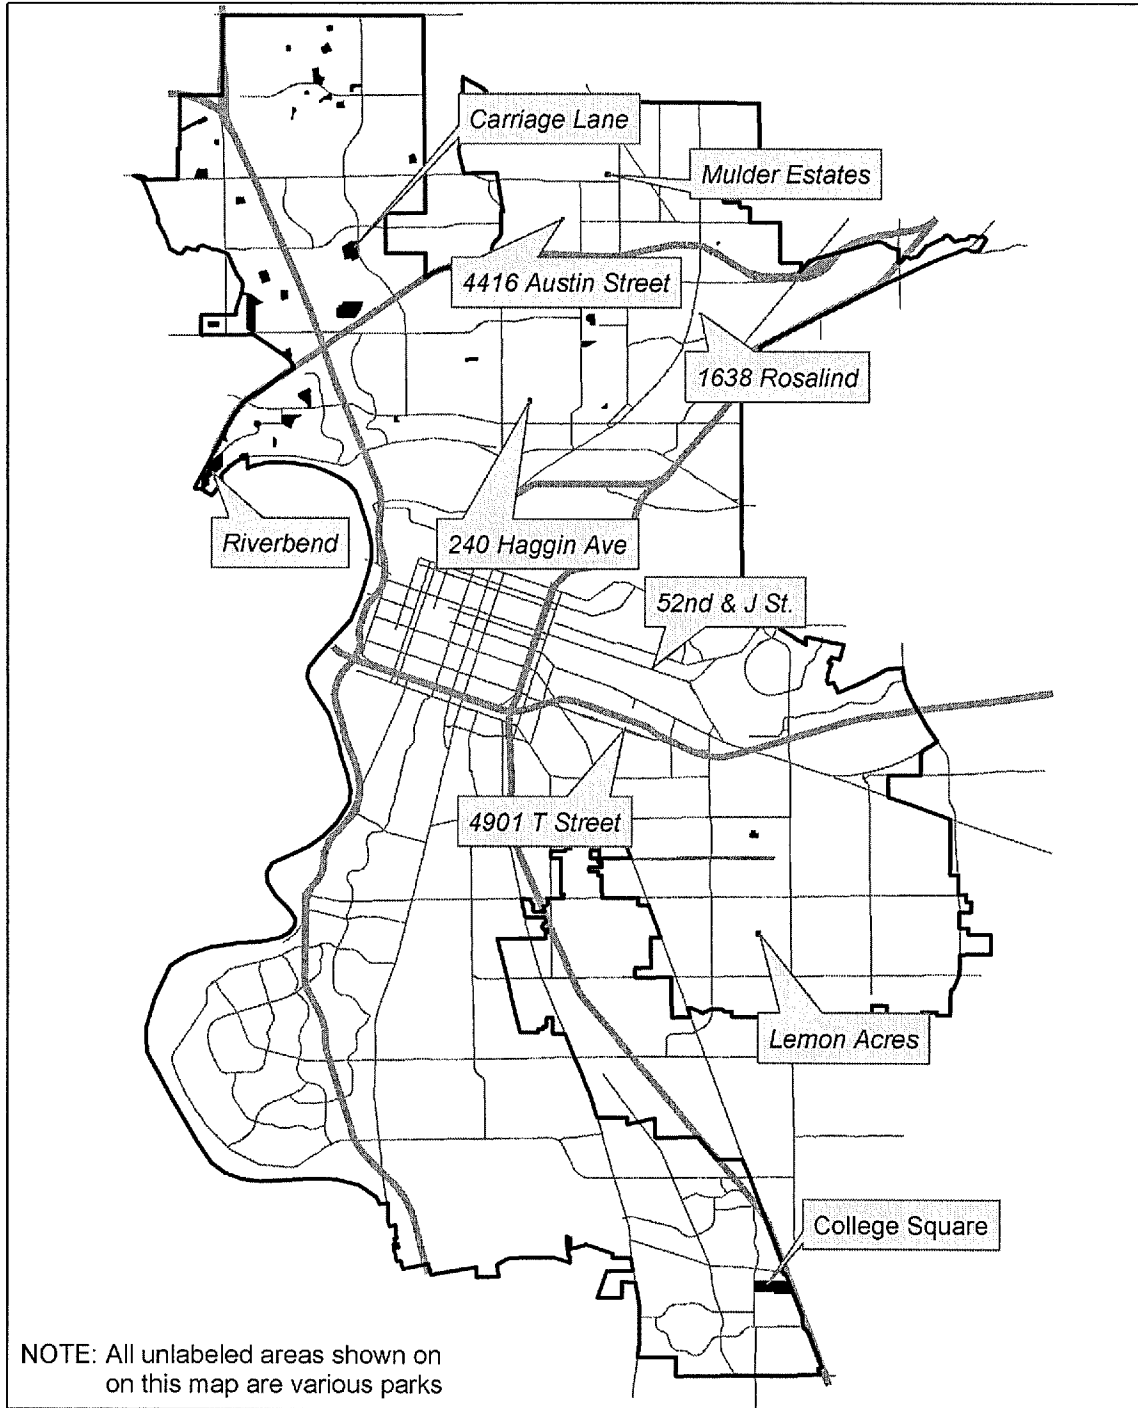 Carriage Lane
Mulder Estates
4416 Austin Street
1638 Rosalind
Riverbend
240 Haggin Ave
52nd & J St.
4901 T Street
Lemon Acres
College Square
NOTE: All unlabeled areas shown on
on this map are various parks